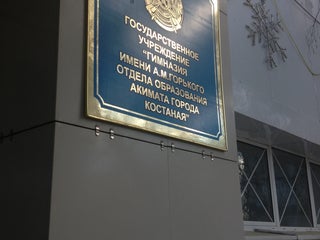 ГОСУДАРСТВЕННОЕ
УЧРЕЖДЕНИЕ
"ГИМНАЗИЯ
ИМЕНИ А.М.ГОРЬКОГО
ОТДЕЛА ОБРАЗОВАНИЯ
АКИМАТА ГОРОДА
КОСТАНАЯ"